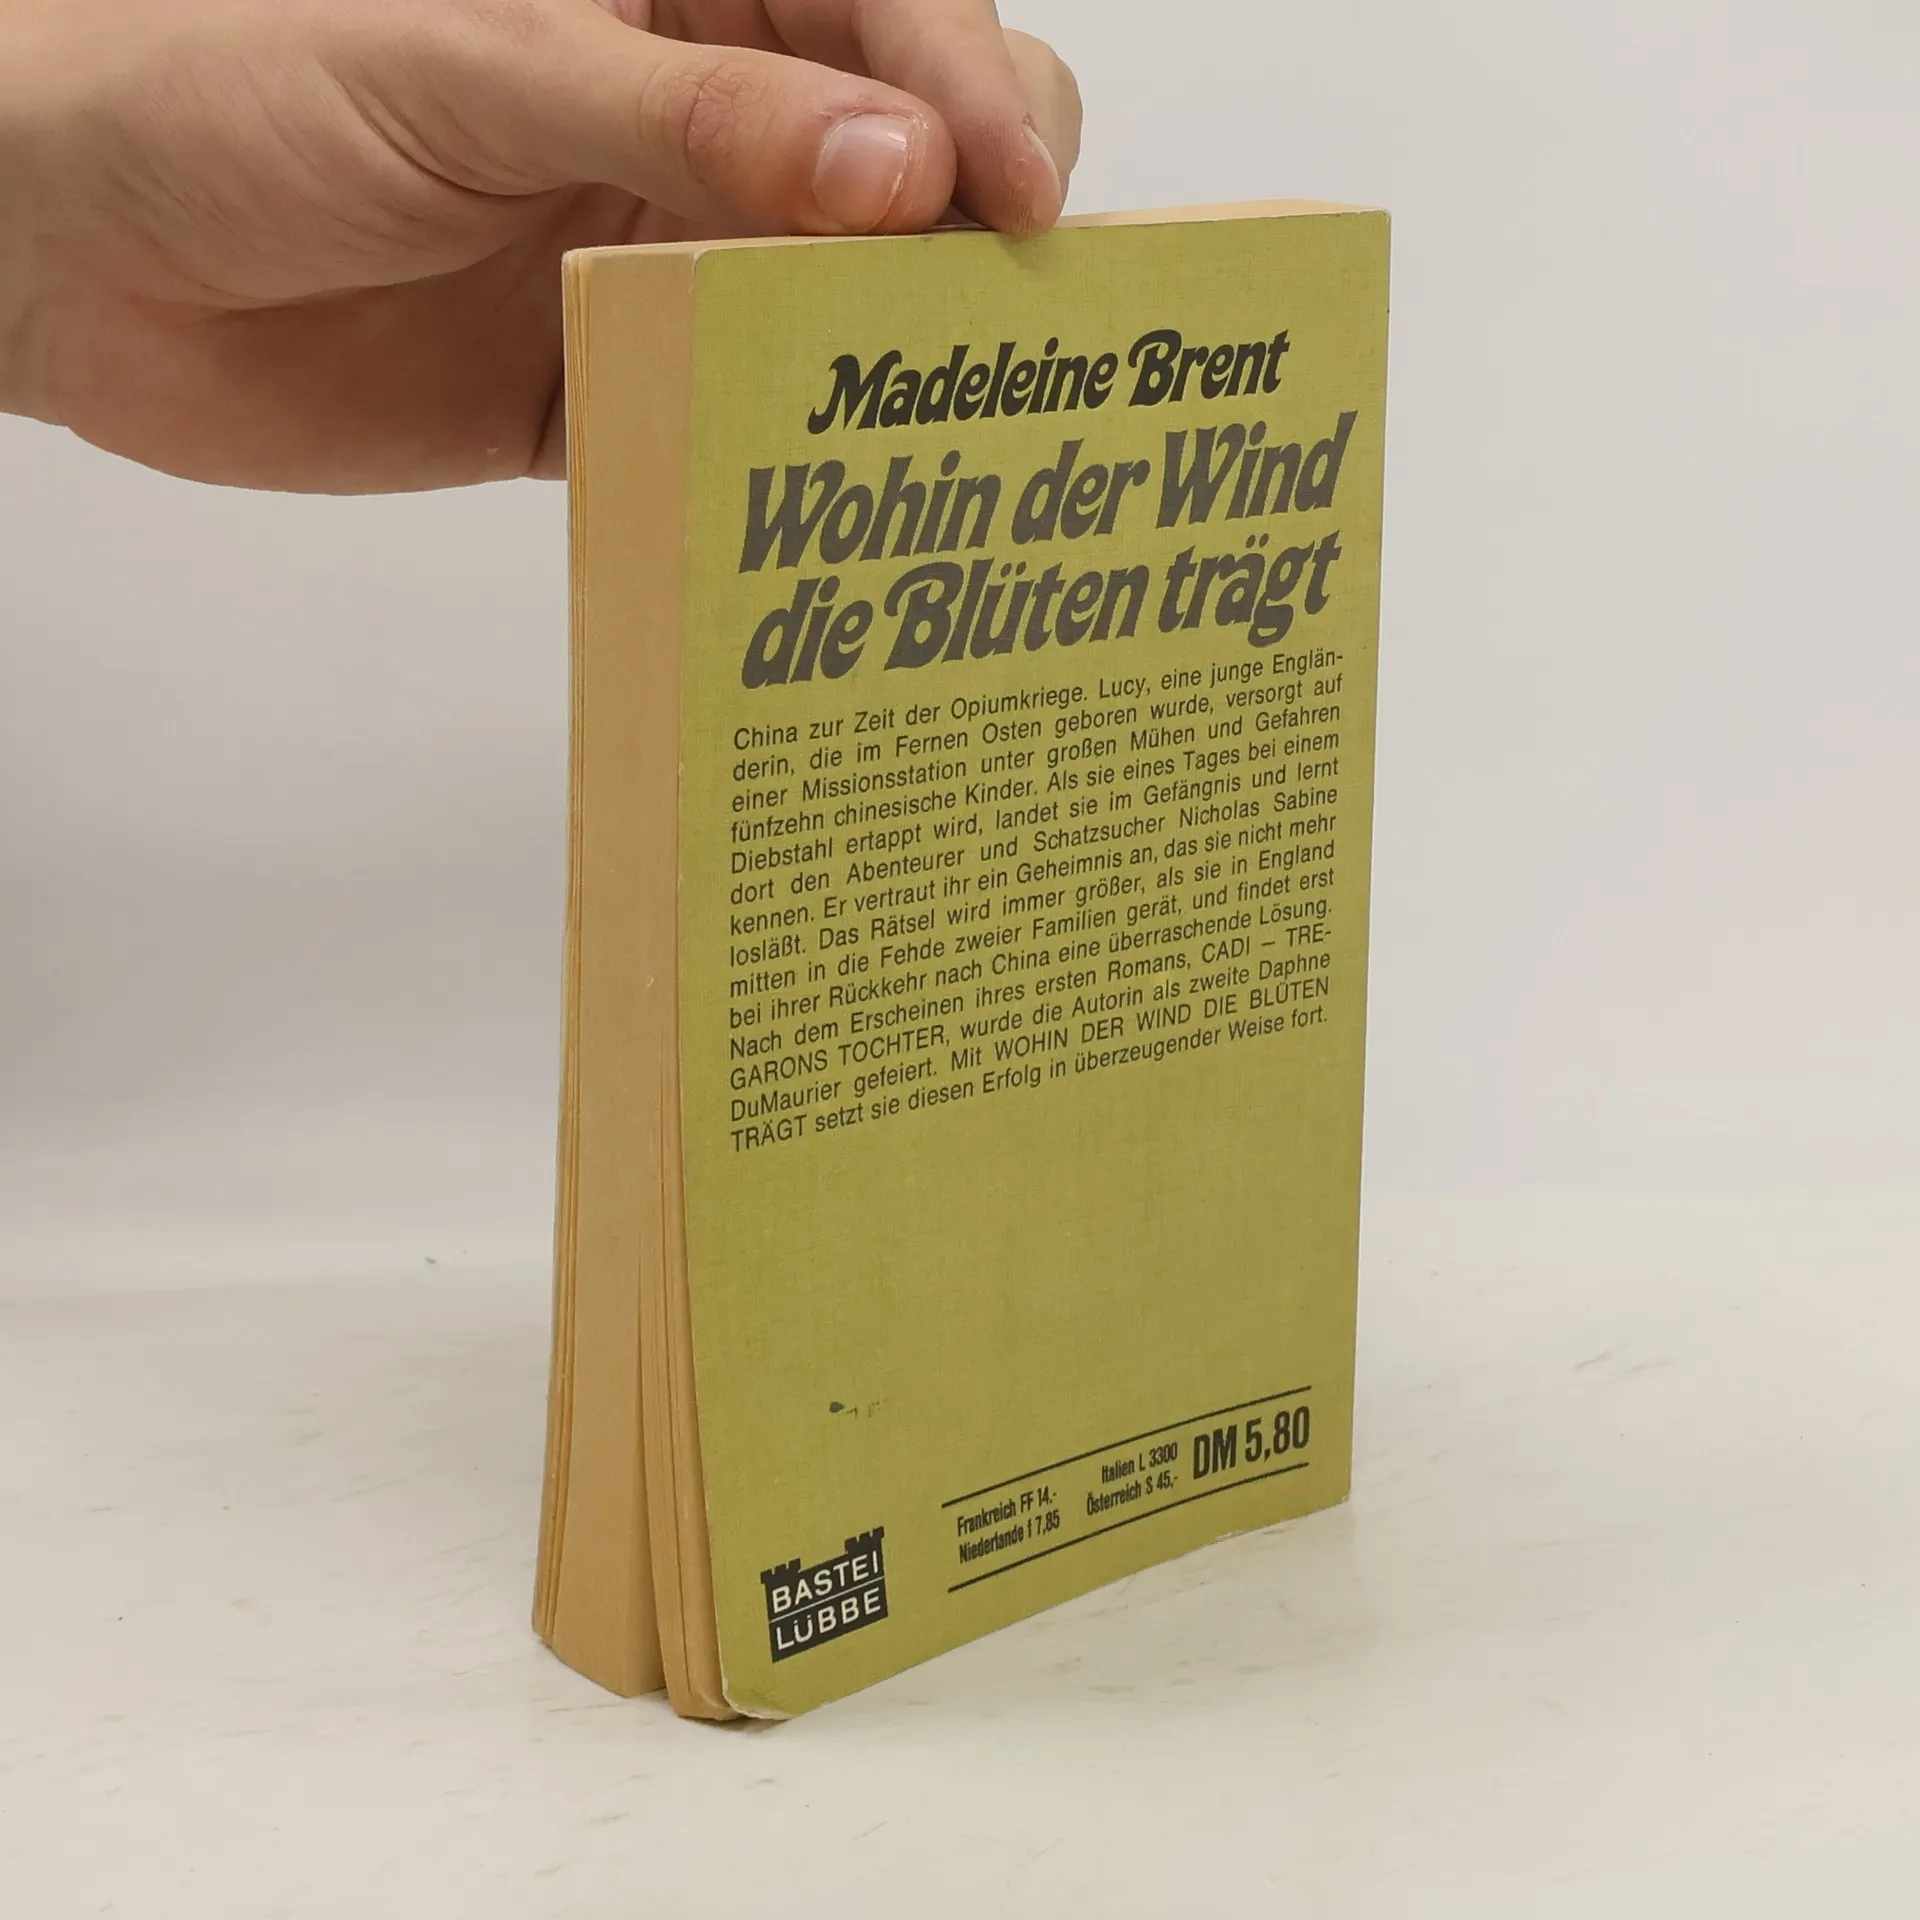 Madeleine Brent
Wohin der Wind
die Blüten trägt
China zur Zeit der Opiumkriege. Lucy, eine junge Englän-
derin, die im Fernen Osten geboren wurde, versorgt auf
einer Missionsstation unter großen Mühen und Gefahren
fünfzehn chinesische Kinder. Als sie eines Tages bei einem
Diebstahl ertappt wird, landet sie im Gefängnis und lernt
dort den Abenteurer und Schatzsucher Nicholas Sabine
kennen. Er vertraut ihr ein Geheimnis an, das sie nicht mehr
losläßt. Das Rätsel wird immer größer, als sie in England
mitten in die Fehde zweier Familien gerät, und findet erst
bei ihrer Rückkehr nach China eine überraschende Lösung.
Nach dem Erscheinen ihres ersten Romans, CADI – TRE-
GARONS TOCHTER, wurde die Autorin als zweite Daphne
DuMaurier gefeiert. Mit WOHIN DER WIND DIE BLÜTEN
TRÄGT setzt sie diesen Erfolg in überzeugender Weise fort.
Frankreich FF 14,- Italien L 3300 DM 5,80
Niederlande f 7,85 Österreich S 45,-
BASTEI
LÜBBE